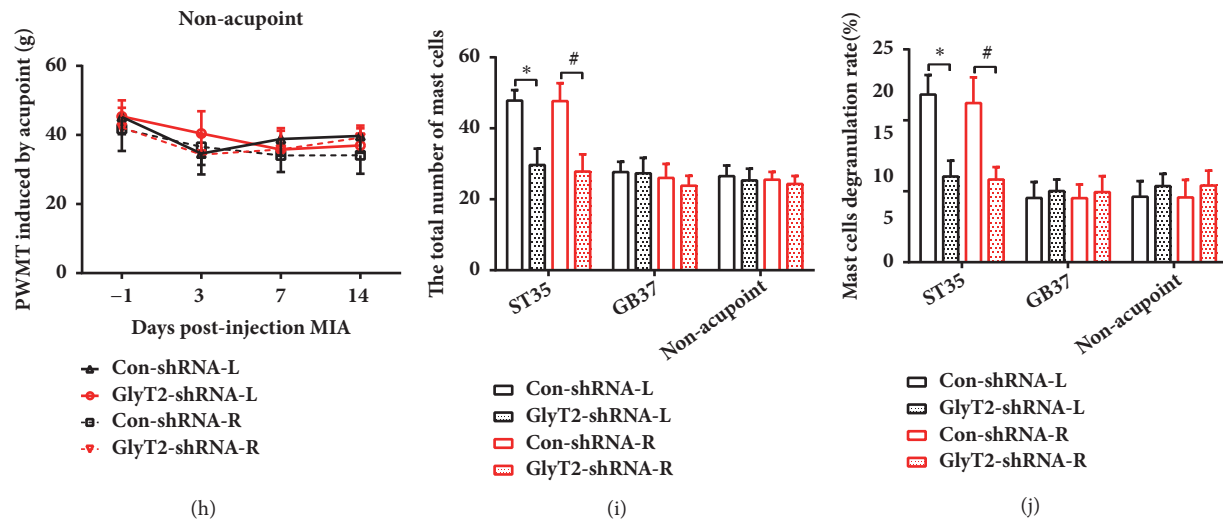 Non-acupoint
PWMT induced by acupoint (g)
60
40
20
0
−1 3 7 14
Days post-injection MIA
Con-shRNA-L
GlyT2-shRNA-L
Con-shRNA-R
GlyT2-shRNA-R
(h)
The total number of mast cells
60
40
20
0
* #
ST35 GB37 Non-acupoint
Con-shRNA-L
GlyT2-shRNA-L
Con-shRNA-R
GlyT2-shRNA-R
(i)
Mast cells degranulation rate(%)
25
20
15
10
5
0
* #
ST35 GB37 Non-acupoint
Con-shRNA-L
GlyT2-shRNA-L
Con-shRNA-R
GlyT2-shRNA-R
(j)